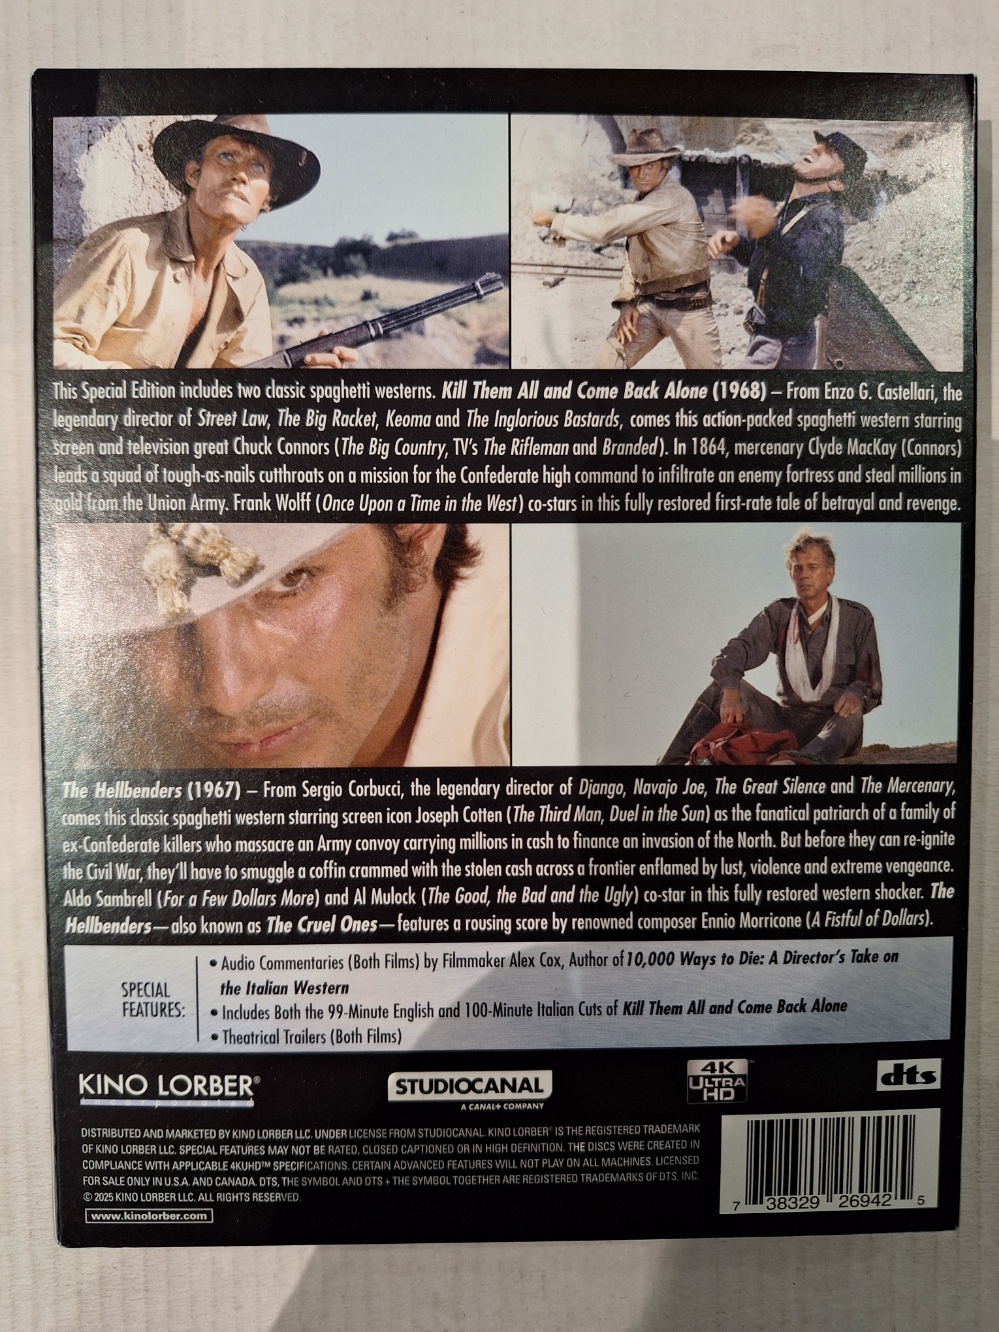 This Special Edition includes two classic spaghetti westerns. Kill Them All and Come Back Alone (1968) – From Enzo G. Castellari, the
legendary director of Street Law, The Big Racket, Keoma and The Inglorious Bastards, comes this action-packed spaghetti western starring
screen and television great Chuck Connors (The Big Country, TV's The Rifleman and Branded). In 1864, mercenary Clyde MacKay (Connors)
leads a squad of tough-as-nails cutthroats on a mission for the Confederate high command to infiltrate an enemy fortress and steal millions in
gold from the Union Army. Frank Wolff (Once Upon a Time in the West) co-stars in this fully restored first-rate tale of betrayal and revenge.
The Hellbenders (1967) – From Sergio Corbucci, the legendary director of Django, Navajo Joe, The Great Silence and The Mercenary,
comes this classic spaghetti western starring screen icon Joseph Cotten (The Third Man, Duel in the Sun) as the fanatical patriarch of a family of
ex-Confederate killers who massacre an Army convoy carrying millions in cash to finance an invasion of the North. But before they can re-ignite
the Civil War, they'll have to smuggle a coffin crammed with the stolen cash across a frontier enflamed by lust, violence and extreme vengeance.
Aldo Sambrell (For a Few Dollars More) and Al Mulock (The Good, the Bad and the Ugly) co-star in this fully restored western shocker. The
Hellbenders—also known as The Cruel Ones—features a rousing score by renowned composer Ennio Morricone (A Fistful of Dollars).
SPECIAL
FEATURES:
• Audio Commentaries (Both Films) by Filmmaker Alex Cox, Author of 10,000 Ways to Die: A Director's Take on
the Italian Western
• Includes Both the 99-Minute English and 100-Minute Italian Cuts of Kill Them All and Come Back Alone
• Theatrical Trailers (Both Films)
KINO LORBER®
incorporated
STUDIOCANAL
A CANAL+ COMPANY
4K
ULTRA
HD™
dts
DISTRIBUTED AND MARKETED BY KINO LORBER LLC. UNDER LICENSE FROM STUDIOCANAL. KINO LORBER® IS THE REGISTERED TRADEMARK
OF KINO LORBER LLC. SPECIAL FEATURES MAY NOT BE RATED, CLOSED CAPTIONED OR IN HIGH DEFINITION. THE DISCS WERE CREATED IN
COMPLIANCE WITH APPLICABLE 4KUHD™ SPECIFICATIONS. CERTAIN ADVANCED FEATURES WILL NOT PLAY ON ALL MACHINES. LICENSED
FOR SALE ONLY IN U.S.A. AND CANADA. DTS, THE SYMBOL AND DTS + THE SYMBOL TOGETHER ARE REGISTERED TRADEMARKS OF DTS, INC.
© 2025 KINO LORBER LLC. ALL RIGHTS RESERVED.
www.kinolorber.com
7 38329 26942 5